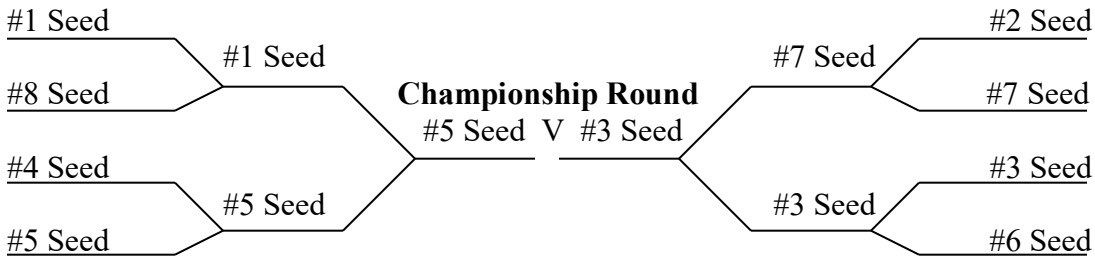 #1 Seed
#2 Seed
#1 Seed
#7 Seed
#8 Seed
Championship Round
#7 Seed
#5 Seed V #3 Seed
#4 Seed
#3 Seed
#5 Seed
#3 Seed
#5 Seed
#6 Seed